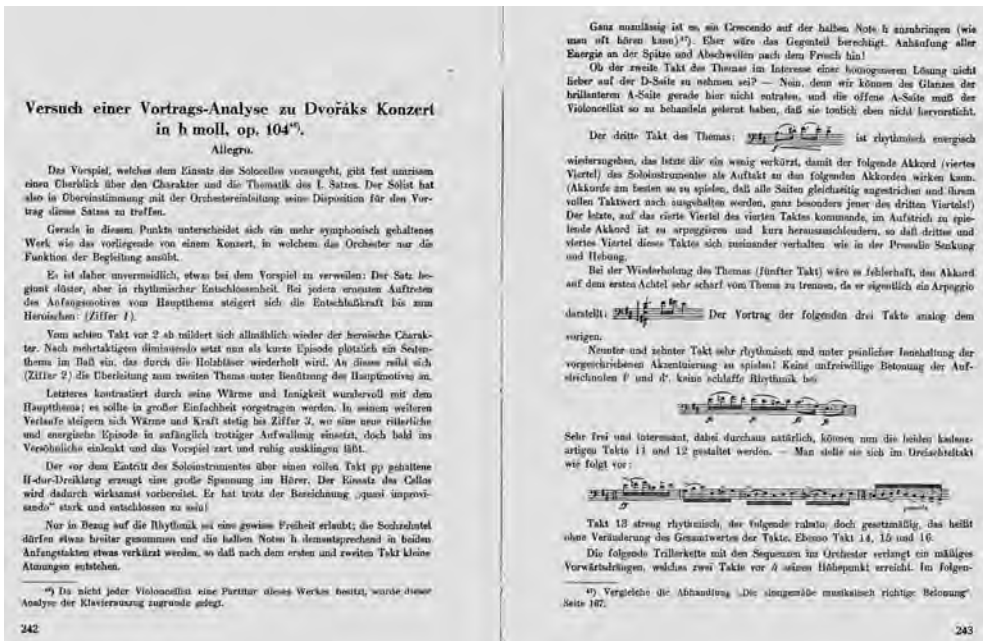 Versuch einer Vortrags-Analyse zu Dvořáks Konzert
in h moll, op. 104⁴⁶).
Allegro.
Das Vorspiel, welches dem Einsatz des Solocellos vorausgeht, gibt fest umrissen
einen Überblick über den Charakter und die Thematik des I. Satzes. Der Solist hat
also in Übereinstimmung mit der Orchestereinleitung seine Disposition für den Vor-
trag dieses Satzes zu treffen.
Gerade in diesem Punkte unterscheidet sich ein mehr symphonisch gehaltenes
Werk wie das vorliegende von einem Konzert, in welchem das Orchester nur die
Funktion der Begleitung ausübt.
Es ist daher unvermeidlich, etwas bei dem Vorspiel zu verweilen: Der Satz be-
ginnt düster, aber in rhythmischer Entschlossenheit. Bei jedem erneuten Auftreten
des Anfangsmotives vom Hauptthema steigert sich die Entschlußkraft bis zum
Heroischen: (Ziffer 1).
Vom achten Takt vor 2 ab mildert sich allmählich wieder der heroische Charak-
ter. Nach mehrtaktigem diminuendo setzt nun als kurze Episode plötzlich ein Seiten-
thema im Baß ein, das durch die Holzbläser wiederholt wird. An dieses reiht sich
(Ziffer 2) die Überleitung zum zweiten Thema unter Benützung des Hauptmotives an.
Letzteres kontrastiert durch seine Wärme und Innigkeit wundervoll mit dem
Hauptthema; es sollte in großer Einfachheit vorgetragen werden. In seinem weiteren
Verlaufe steigern sich Wärme und Kraft stetig bis Ziffer 3, wo eine neue ritterliche
und energische Episode in anfänglich trotziger Aufwallung einsetzt, doch bald ins
Versöhnliche einlenkt und das Vorspiel zart und ruhig ausklingen läßt.
Der vor dem Eintritt des Soloinstrumentes über einen vollen Takt pp gehaltene
H-dur-Dreiklang erzeugt eine große Spannung im Hörer. Der Einsatz des Cellos
wird dadurch wirksamst vorbereitet. Er hat trotz der Bezeichnung „quasi improvi-
sando" stark und entschlossen zu sein!
Nur in Bezug auf die Rhythmik sei eine gewisse Freiheit erlaubt; die Sechzehntel
dürfen etwas breiter genommen und die halben Noten h dementsprechend in beiden
Anfangstakten etwas verkürzt werden, so daß nach dem ersten und zweiten Takt kleine
Atmungen entstehen.
⁴⁶) Da nicht jeder Violoncellist eine Partitur dieses Werkes besitzt, wurde dieser
Analyse der Klavierauszug zugrunde gelegt.
242
Ganz unzulässig ist es, ein Crescendo auf der halben Note h anzubringen (wie
man oft hören kann)⁴⁷). Eher wäre das Gegenteil berechtigt. Anhäufung aller
Energie an der Spitze und Abschwellen nach dem Frosch hin!
Ob der zweite Takt des Themas im Interesse einer homogeneren Lösung nicht
lieber auf der D-Saite zu nehmen sei? — Nein, denn wir können des Glanzes der
brillanteren A-Saite gerade hier nicht entraten, und die offene A-Saite muß der
Violoncellist so zu behandeln gelernt haben, daß sie tonlich eben nicht hervorsticht.
Der dritte Takt des Themas: ist rhythmisch energisch
wiederzugeben, das letzte dis ein wenig verkürzt, damit der folgende Akkord (viertes
Viertel) des Soloinstrumentes als Auftakt zu den folgenden Akkorden wirken kann.
(Akkorde am besten so zu spielen, daß alle Saiten gleichzeitig angestrichen und ihrem
vollen Taktwert nach ausgehalten werden, ganz besonders jener des dritten Viertels!)
Der letzte, auf das vierte Viertel des vierten Taktes kommende, im Aufstrich zu spie-
lende Akkord ist zu arpeggieren und kurz herauszuschleudern, so daß drittes und
viertes Viertel dieses Taktes sich zueinander verhalten wie in der Prosodie Senkung
und Hebung.
Bei der Wiederholung des Themas (fünfter Takt) wäre es fehlerhaft, den Akkord
auf dem ersten Achtel sehr scharf vom Thema zu trennen, da er eigentlich ein Arpeggio
darstellt: Der Vortrag der folgenden drei Takte analog dem
vorigen.
Neunter und zehnter Takt sehr rhythmisch und unter peinlicher Innehaltung der
vorgeschriebenen Akzentuierung zu spielen! Keine unfreiwillige Betonung der Auf-
strichnoten und keine schlaffe Rhythmik bei
Sehr frei und interessant, dabei durchaus natürlich, können nun die beiden kadenz-
artigen Takte 11 und 12 gestaltet werden. — Man stelle sie sich im Dreiachteltakt
wie folgt vor:
Takt 13 streng rhythmisch, der folgende rubato, doch gesetzmäßig, das heißt
ohne Veränderung des Gesamtwertes der Takte. Ebenso Takt 14, 15 und 16.
Die folgende Trillerkette mit den Sequenzen im Orchester verlangt ein mäßiges
Vorwärtsdrängen, welches zwei Takte vor 4 seinen Höhepunkt erreicht. Im folgen-
⁴⁷) Vergleiche die Abhandlung „Die sinngemäße musikalisch richtige Betonung".
Seite 167.
243